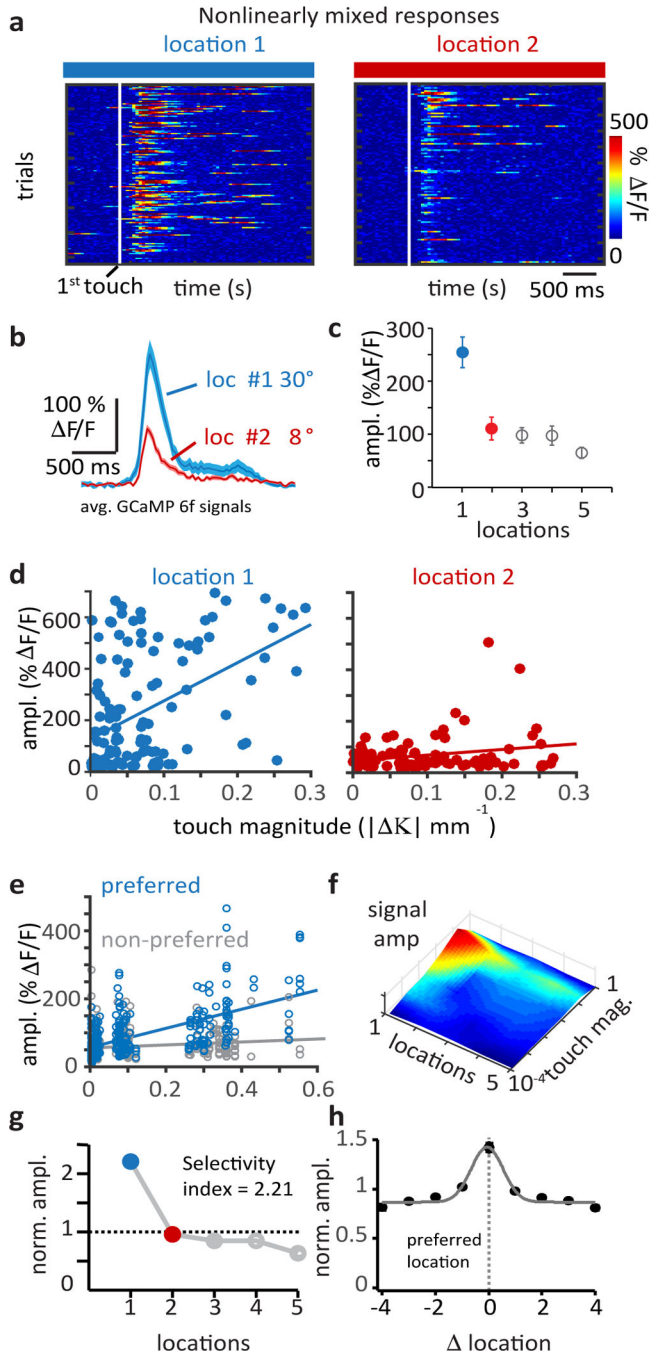 Nonlinearly mixed responses
a
location 1 location 2
trials
500
% ΔF/F
0
1st touch
time (s) time (s)
500 ms
b
100 %
ΔF/F
500 ms
loc #1 30°
loc #2 8°
avg. GCaMP 6f signals
c
ampl. (%ΔF/F)
300
200
100
0
1 3 5
locations
d
location 1 location 2
ampl. (% ΔF/F)
600
400
200
0
0 0.1 0.2 0.3
0 0.1 0.2 0.3
touch magnitude (|ΔK| mm-1)
e
preferred
non-preferred
ampl. (% ΔF/F)
400
200
0
0 0.2 0.4 0.6
f
signal
amp
1
1
locations
5
10-4
touch mag.
1
g
norm. ampl.
2
1
0
Selectivity
index = 2.21
1 2 3 4 5
locations
h
norm. ampl.
1.5
1
0.5
0
preferred
location
-4 -2 0 2 4
Δ location